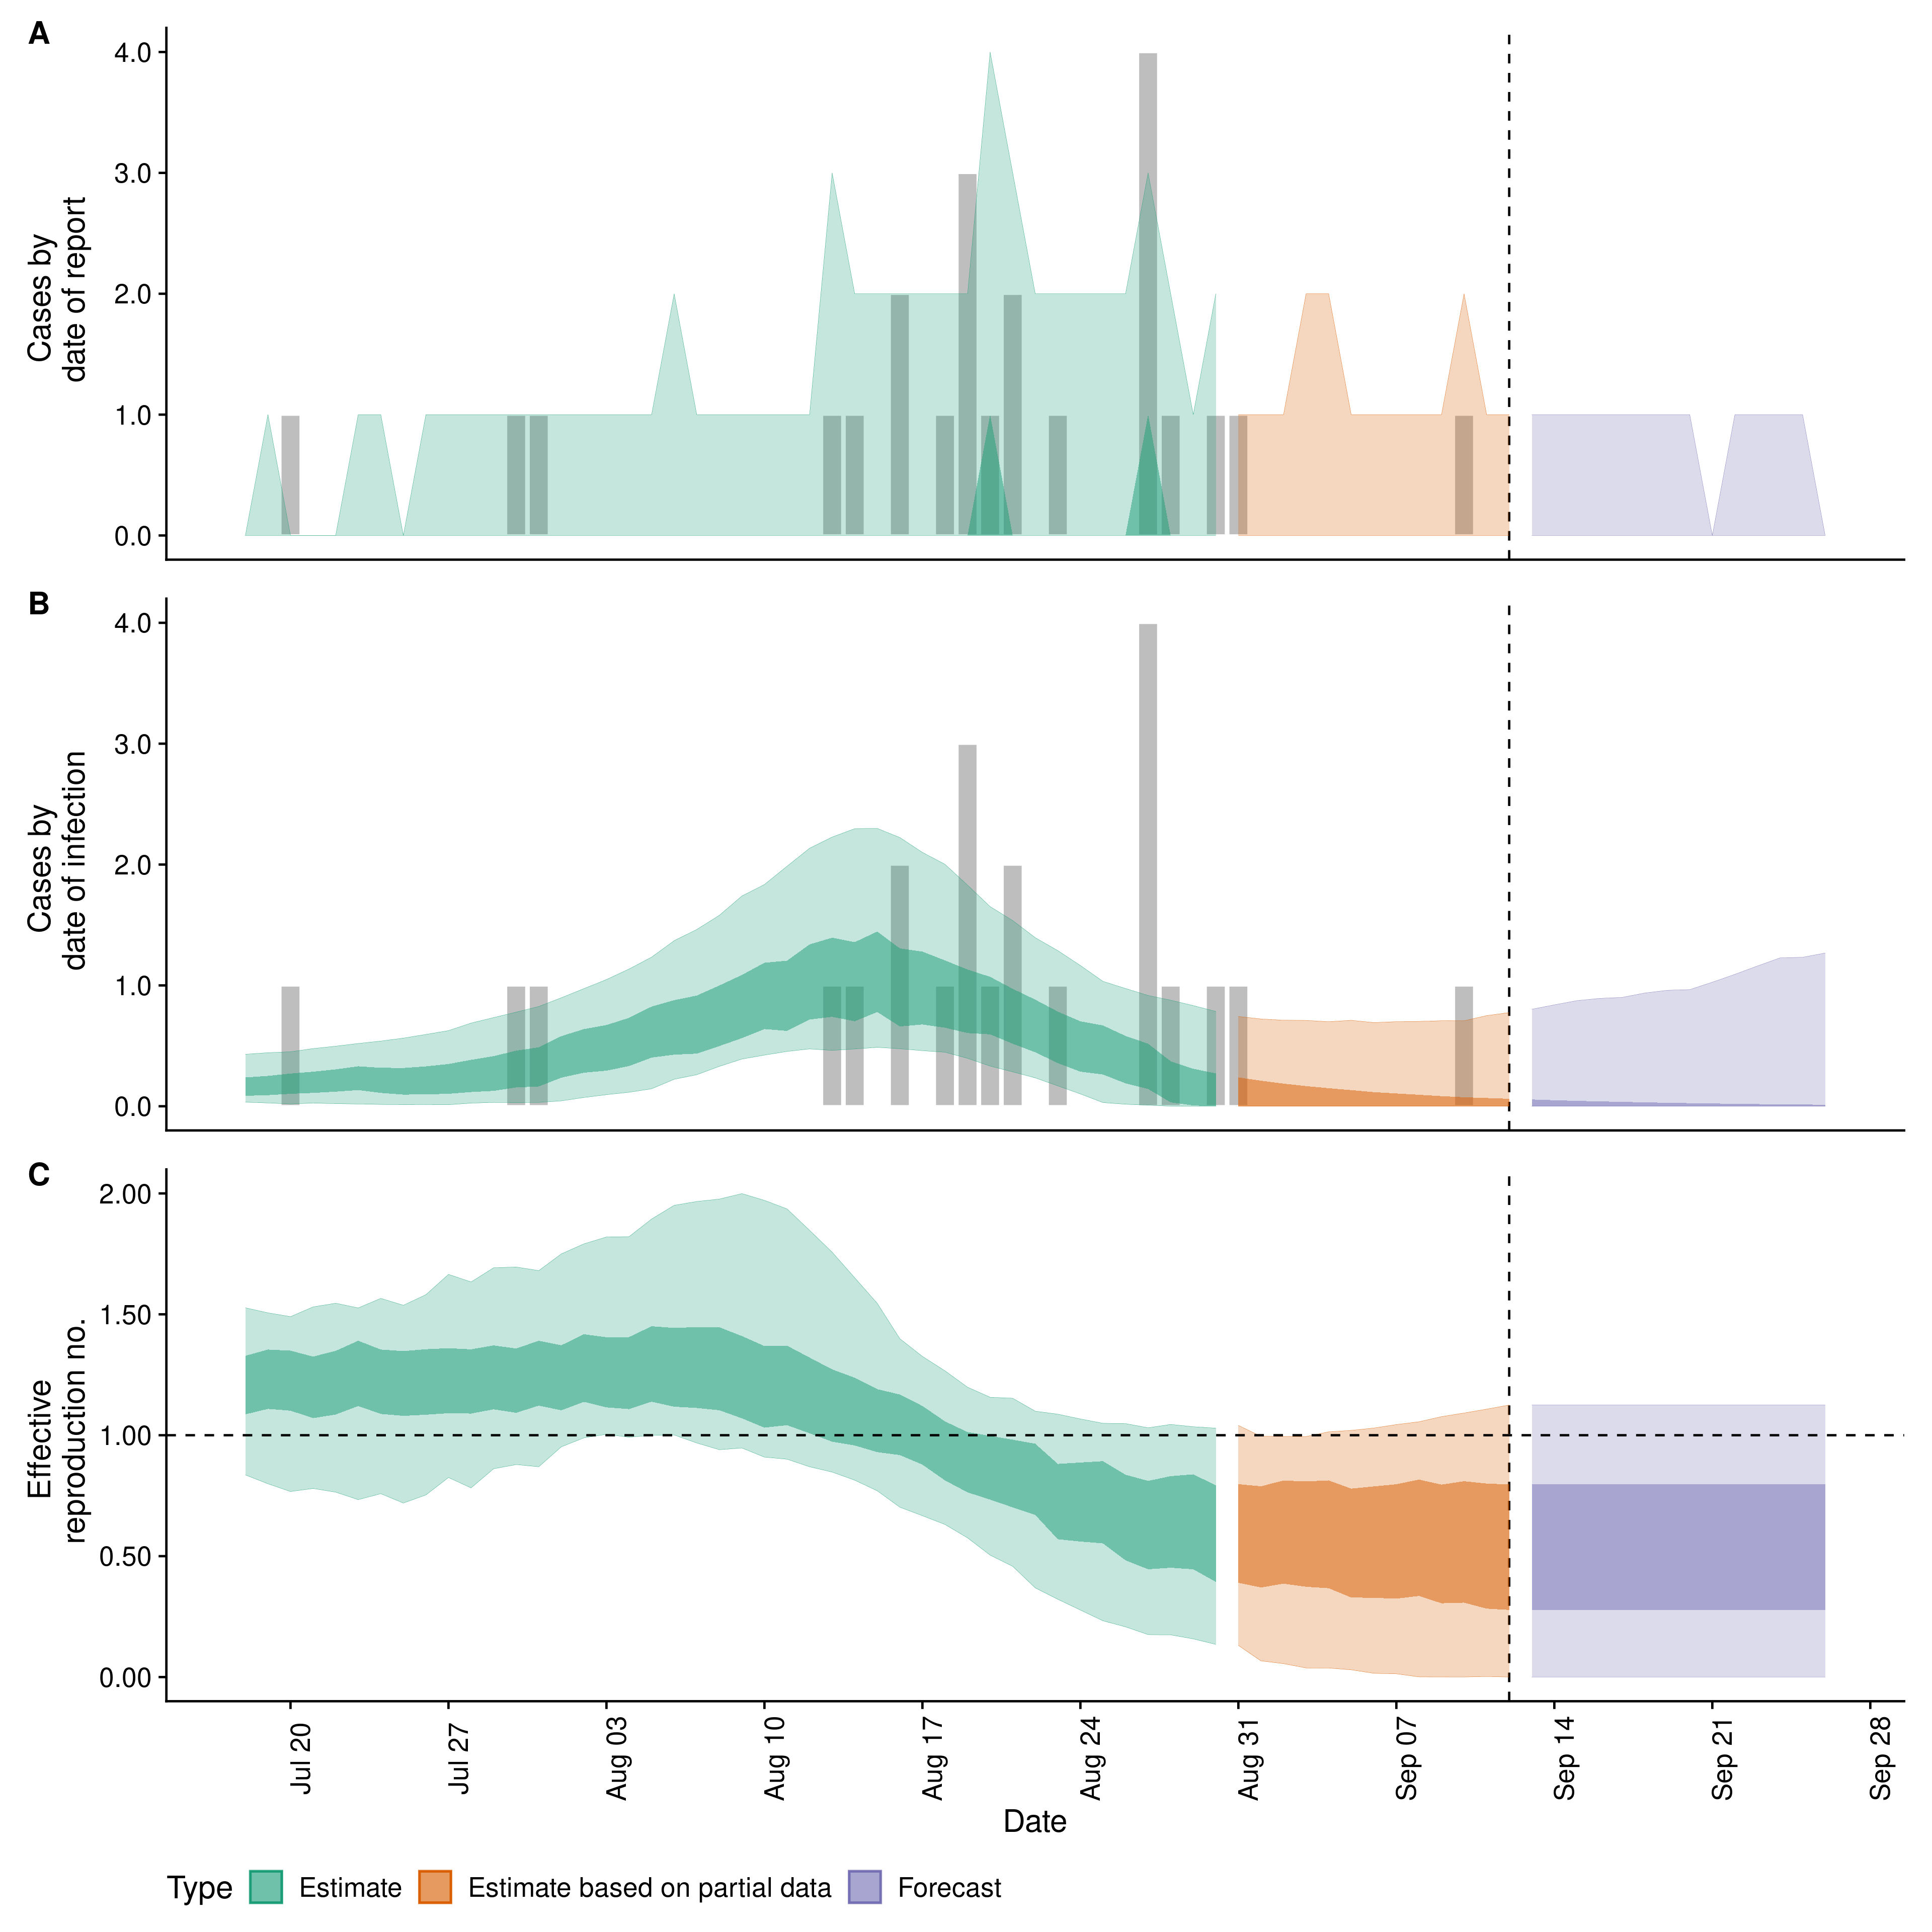 A
4.0
3.0
2.0
1.0
0.0
Cases by
date of report
B
4.0
3.0
2.0
1.0
0.0
Cases by
date of infection
C
2.00
1.50
1.00
0.50
0.00
Effective
reproduction no.
Jul 20
Jul 27
Aug 03
Aug 10
Aug 17
Aug 24
Aug 31
Sep 07
Sep 14
Sep 21
Sep 28
Date
Type Estimate Estimate based on partial data Forecast